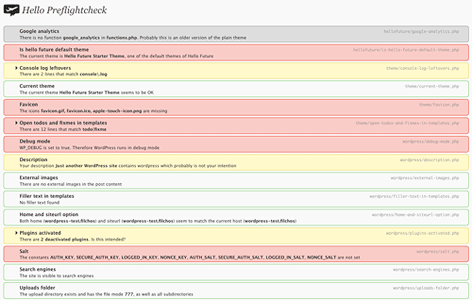 Hello Preflightcheck
Google analytics hellofuture/google-analytics.php
There is no function google_analytics in functions.php. Probably this is an older version of the plain theme
Is hello future default theme hellofuture/is-hello-future-default-theme.php
The current theme is Hello Future Starter Theme, one of the default themes of Hello Future
Console log leftovers theme/console-log-leftovers.php
There are 2 lines that match console\.log
Current theme theme/current-theme.php
The current theme Hello Future Starter Theme seems to be OK
Favicon theme/favicon.php
The icons favicon.gif, favicon.ico, apple-touch-icon.png are missing
Open todos and fixmes in templates theme/open-todos-and-fixmes-in-templates.php
There are 12 lines that match todo|fixme
Debug mode wordpress/debug-mode.php
WP_DEBUG is set to true. Therefore WordPress runs in debug mode
Description wordpress/description.php
Your description Just another WordPress site contains wordpress which probably is not your intention
External images wordpress/external-images.php
There are no external images in the post content
Filler text in templates wordpress/filler-text-in-templates.php
No filler text found
Home and siteurl option wordpress/home-and-siteurl-option.php
Both home (wordpress-test.filchos) and siteurl (wordpress-test.filchos) seem to match the current host (wordpress-test.filchos)
Plugins activated wordpress/plugins-activated.php
There are 2 deactivated plugins. Is this intended?
Salt wordpress/salt.php
The constants AUTH_KEY, SECURE_AUTH_KEY, LOGGED_IN_KEY, NONCE_KEY, AUTH_SALT, SECURE_AUTH_SALT, LOGGED_IN_SALT, NONCE_SALT are not set
Search engines wordpress/search-engines.php
The site is visible to search engines
Uploads folder wordpress/uploads-folder.php
The upload directory exists and has the file mode 777, as well as all subdirectories